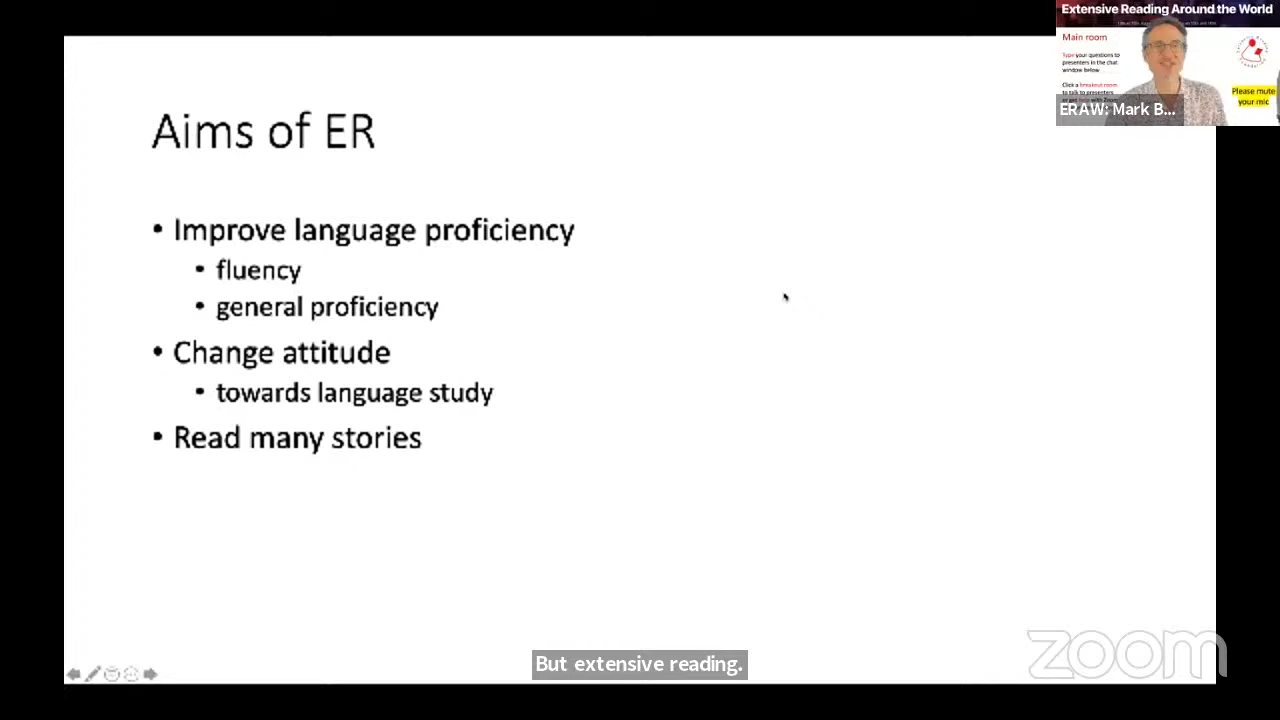 Extensive Reading Around the World
Main room
Type your questions to
presenters in the chat
window below
Click a breakout room
to talk to presenters
Please mute
your mic
ERAW: Mark B...
Aims of ER
• Improve language proficiency
• fluency
• general proficiency
• Change attitude
• towards language study
• Read many stories
But extensive reading.
zoom